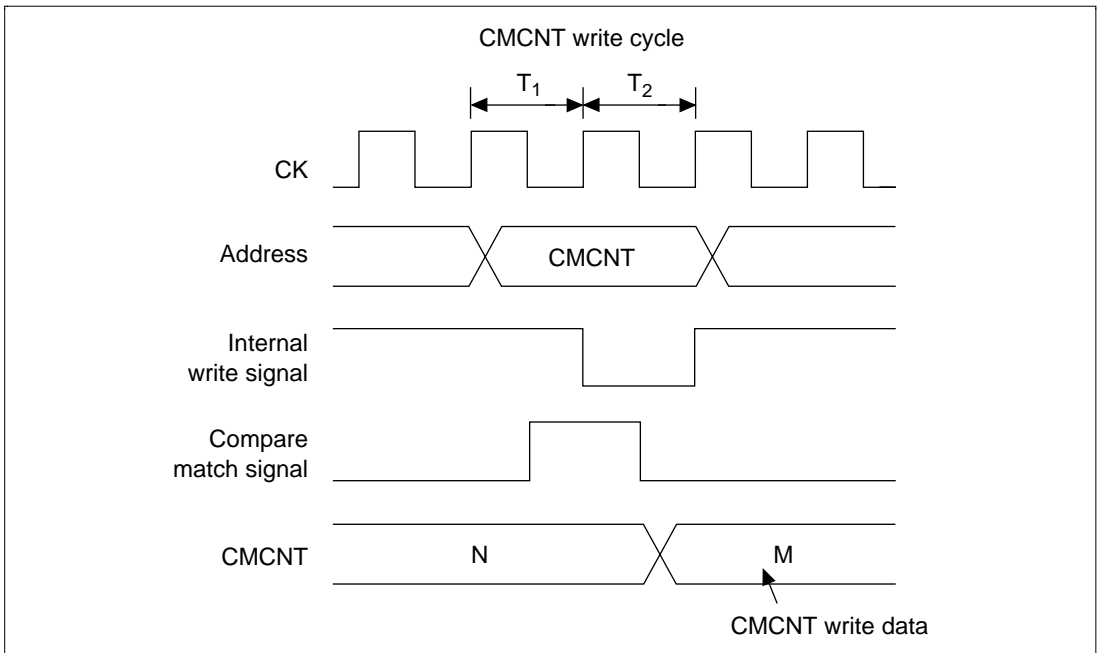 CMCNT write cycle
T₁ T₂
CK
Address
CMCNT
Internal
write signal
Compare
match signal
CMCNT
N M
CMCNT write data